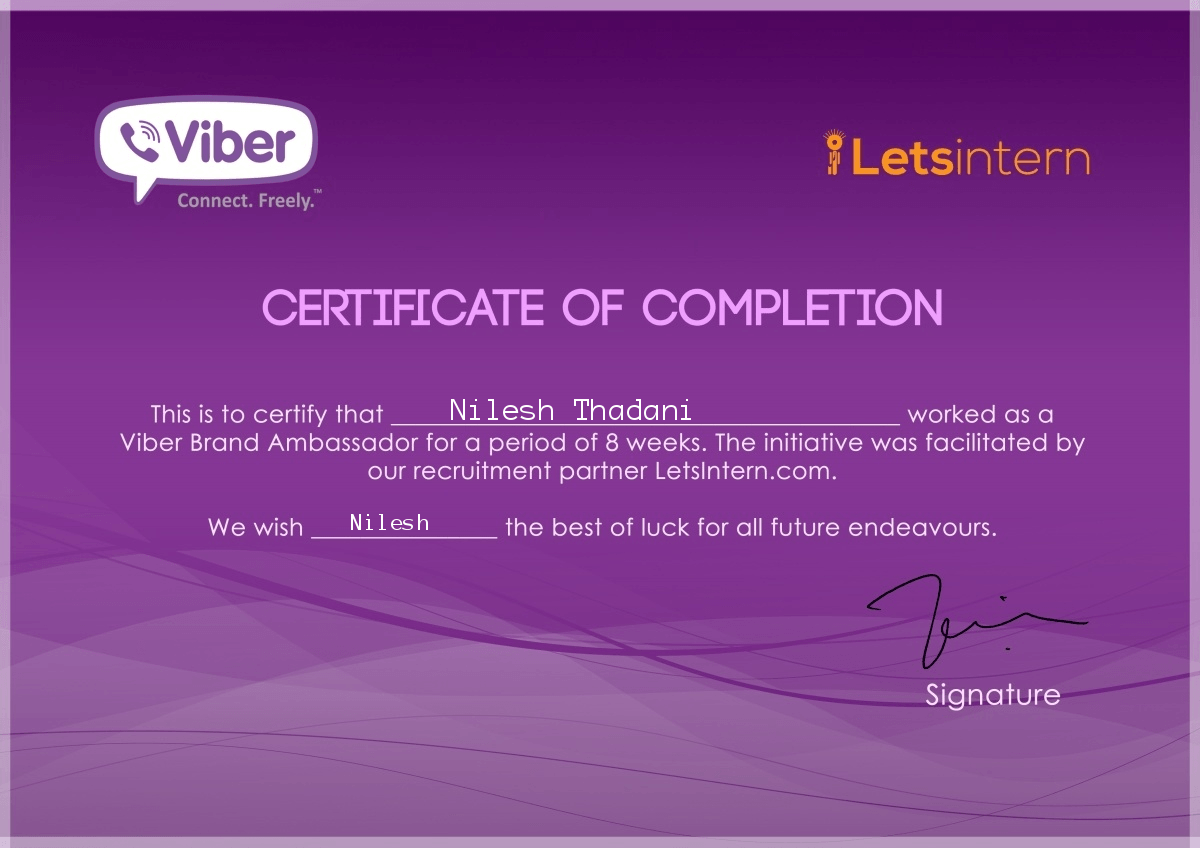 Viber
Connect. Freely.™
Letsintern
CERTIFICATE OF COMPLETION
This is to certify that Nilesh Thadani worked as a
Viber Brand Ambassador for a period of 8 weeks. The initiative was facilitated by
our recruitment partner LetsIntern.com.
We wish Nilesh the best of luck for all future endeavours.
Signature